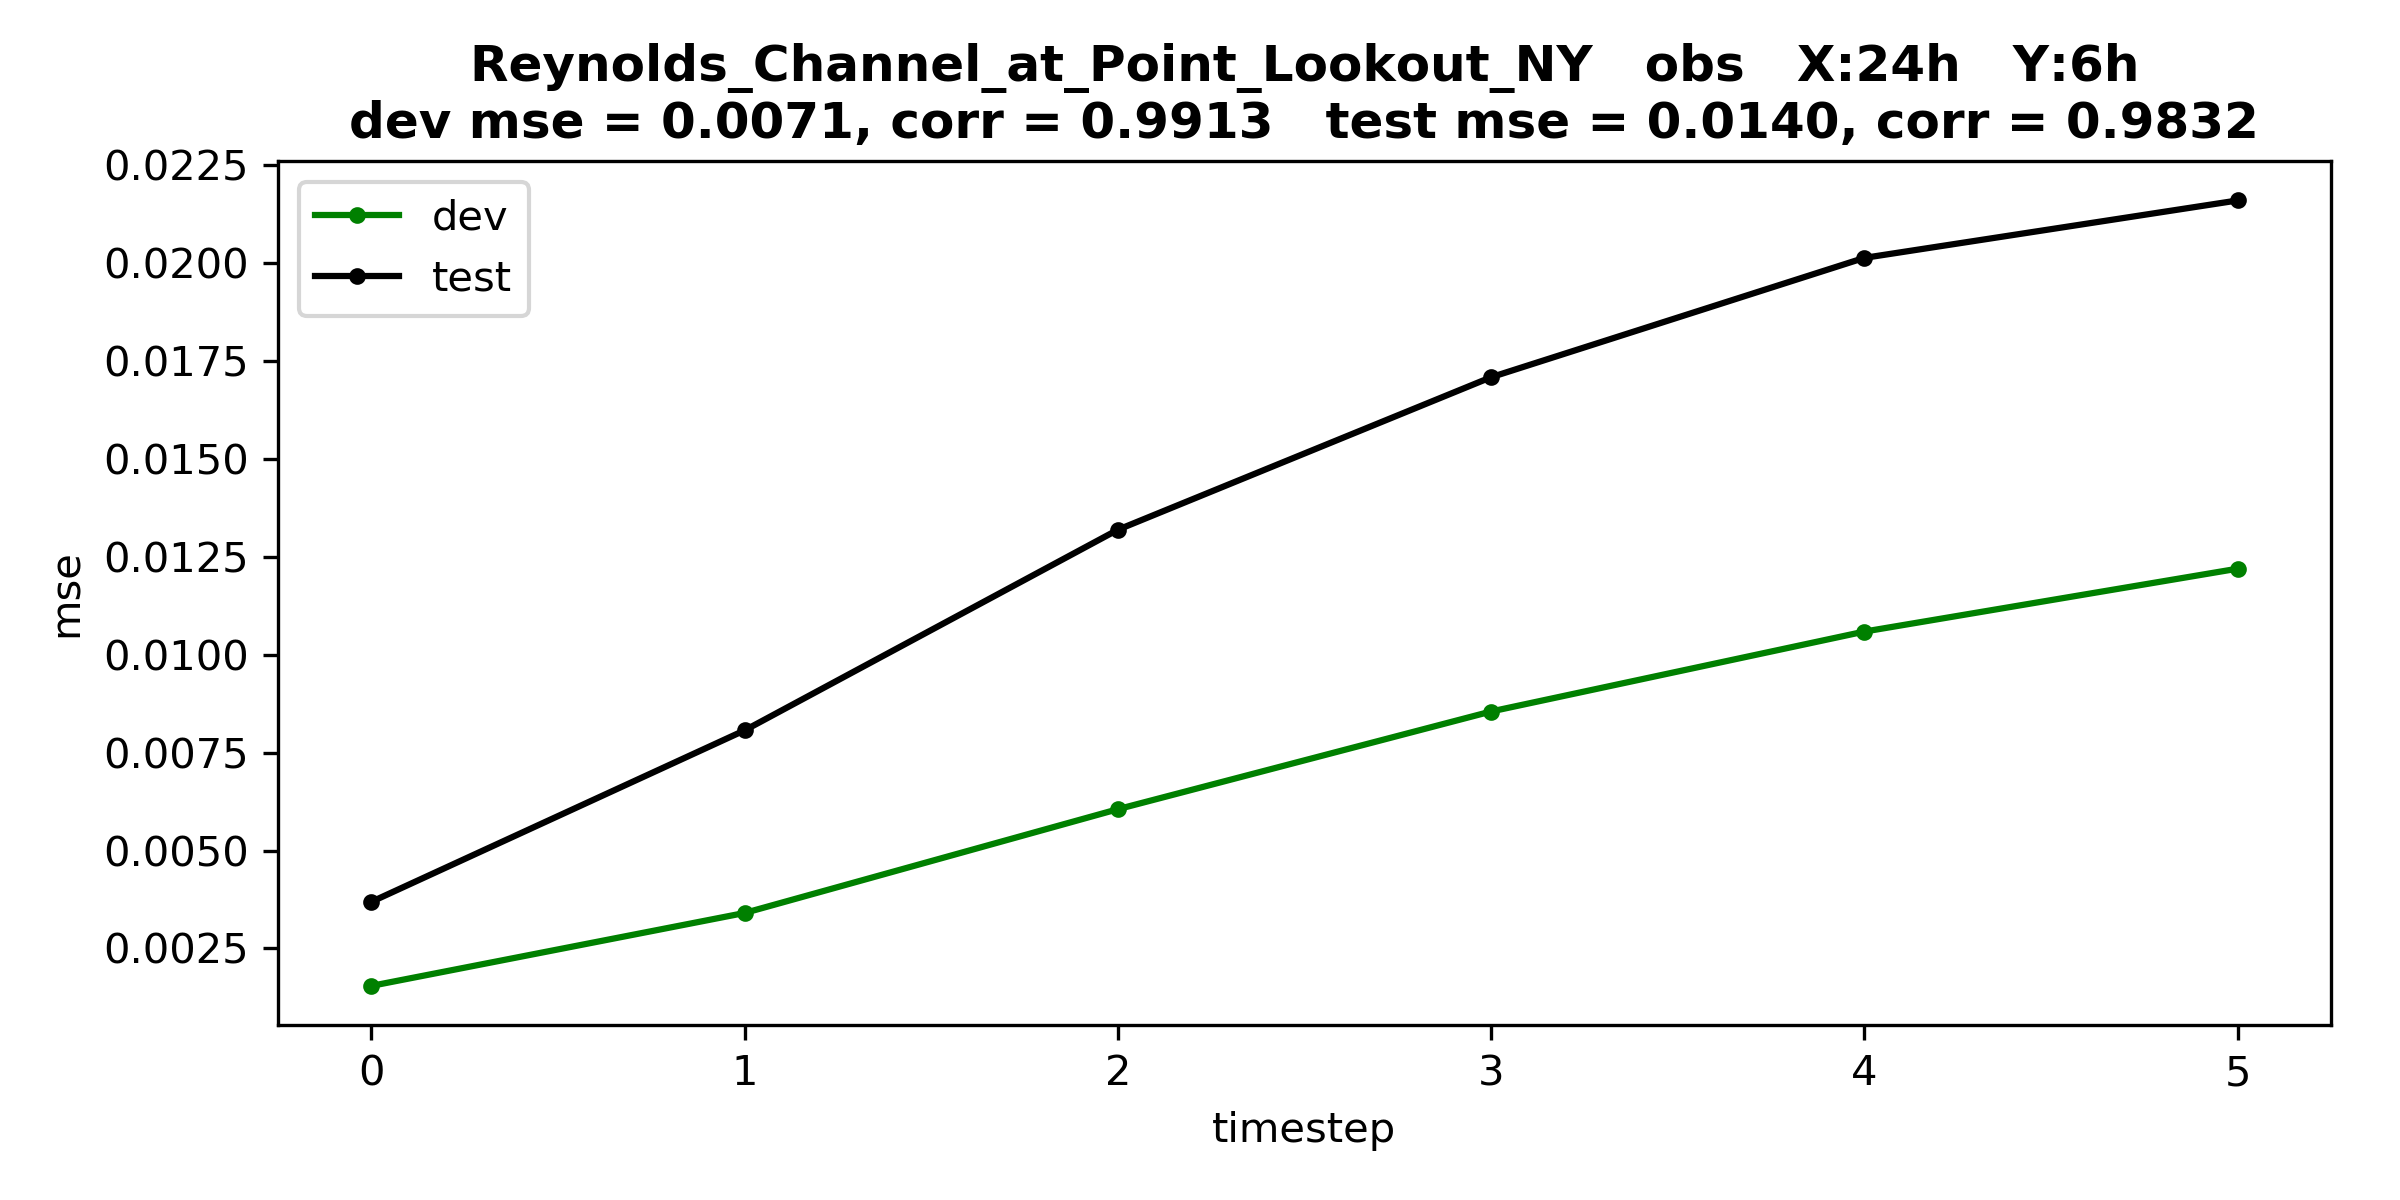 Reynolds_Channel_at_Point_Lookout_NY obs X:24h Y:6h
dev mse = 0.0071, corr = 0.9913 test mse = 0.0140, corr = 0.9832
dev
test
0.0225
0.0200
0.0175
0.0150
0.0125
0.0100
0.0075
0.0050
0.0025
mse
0 1 2 3 4 5
timestep